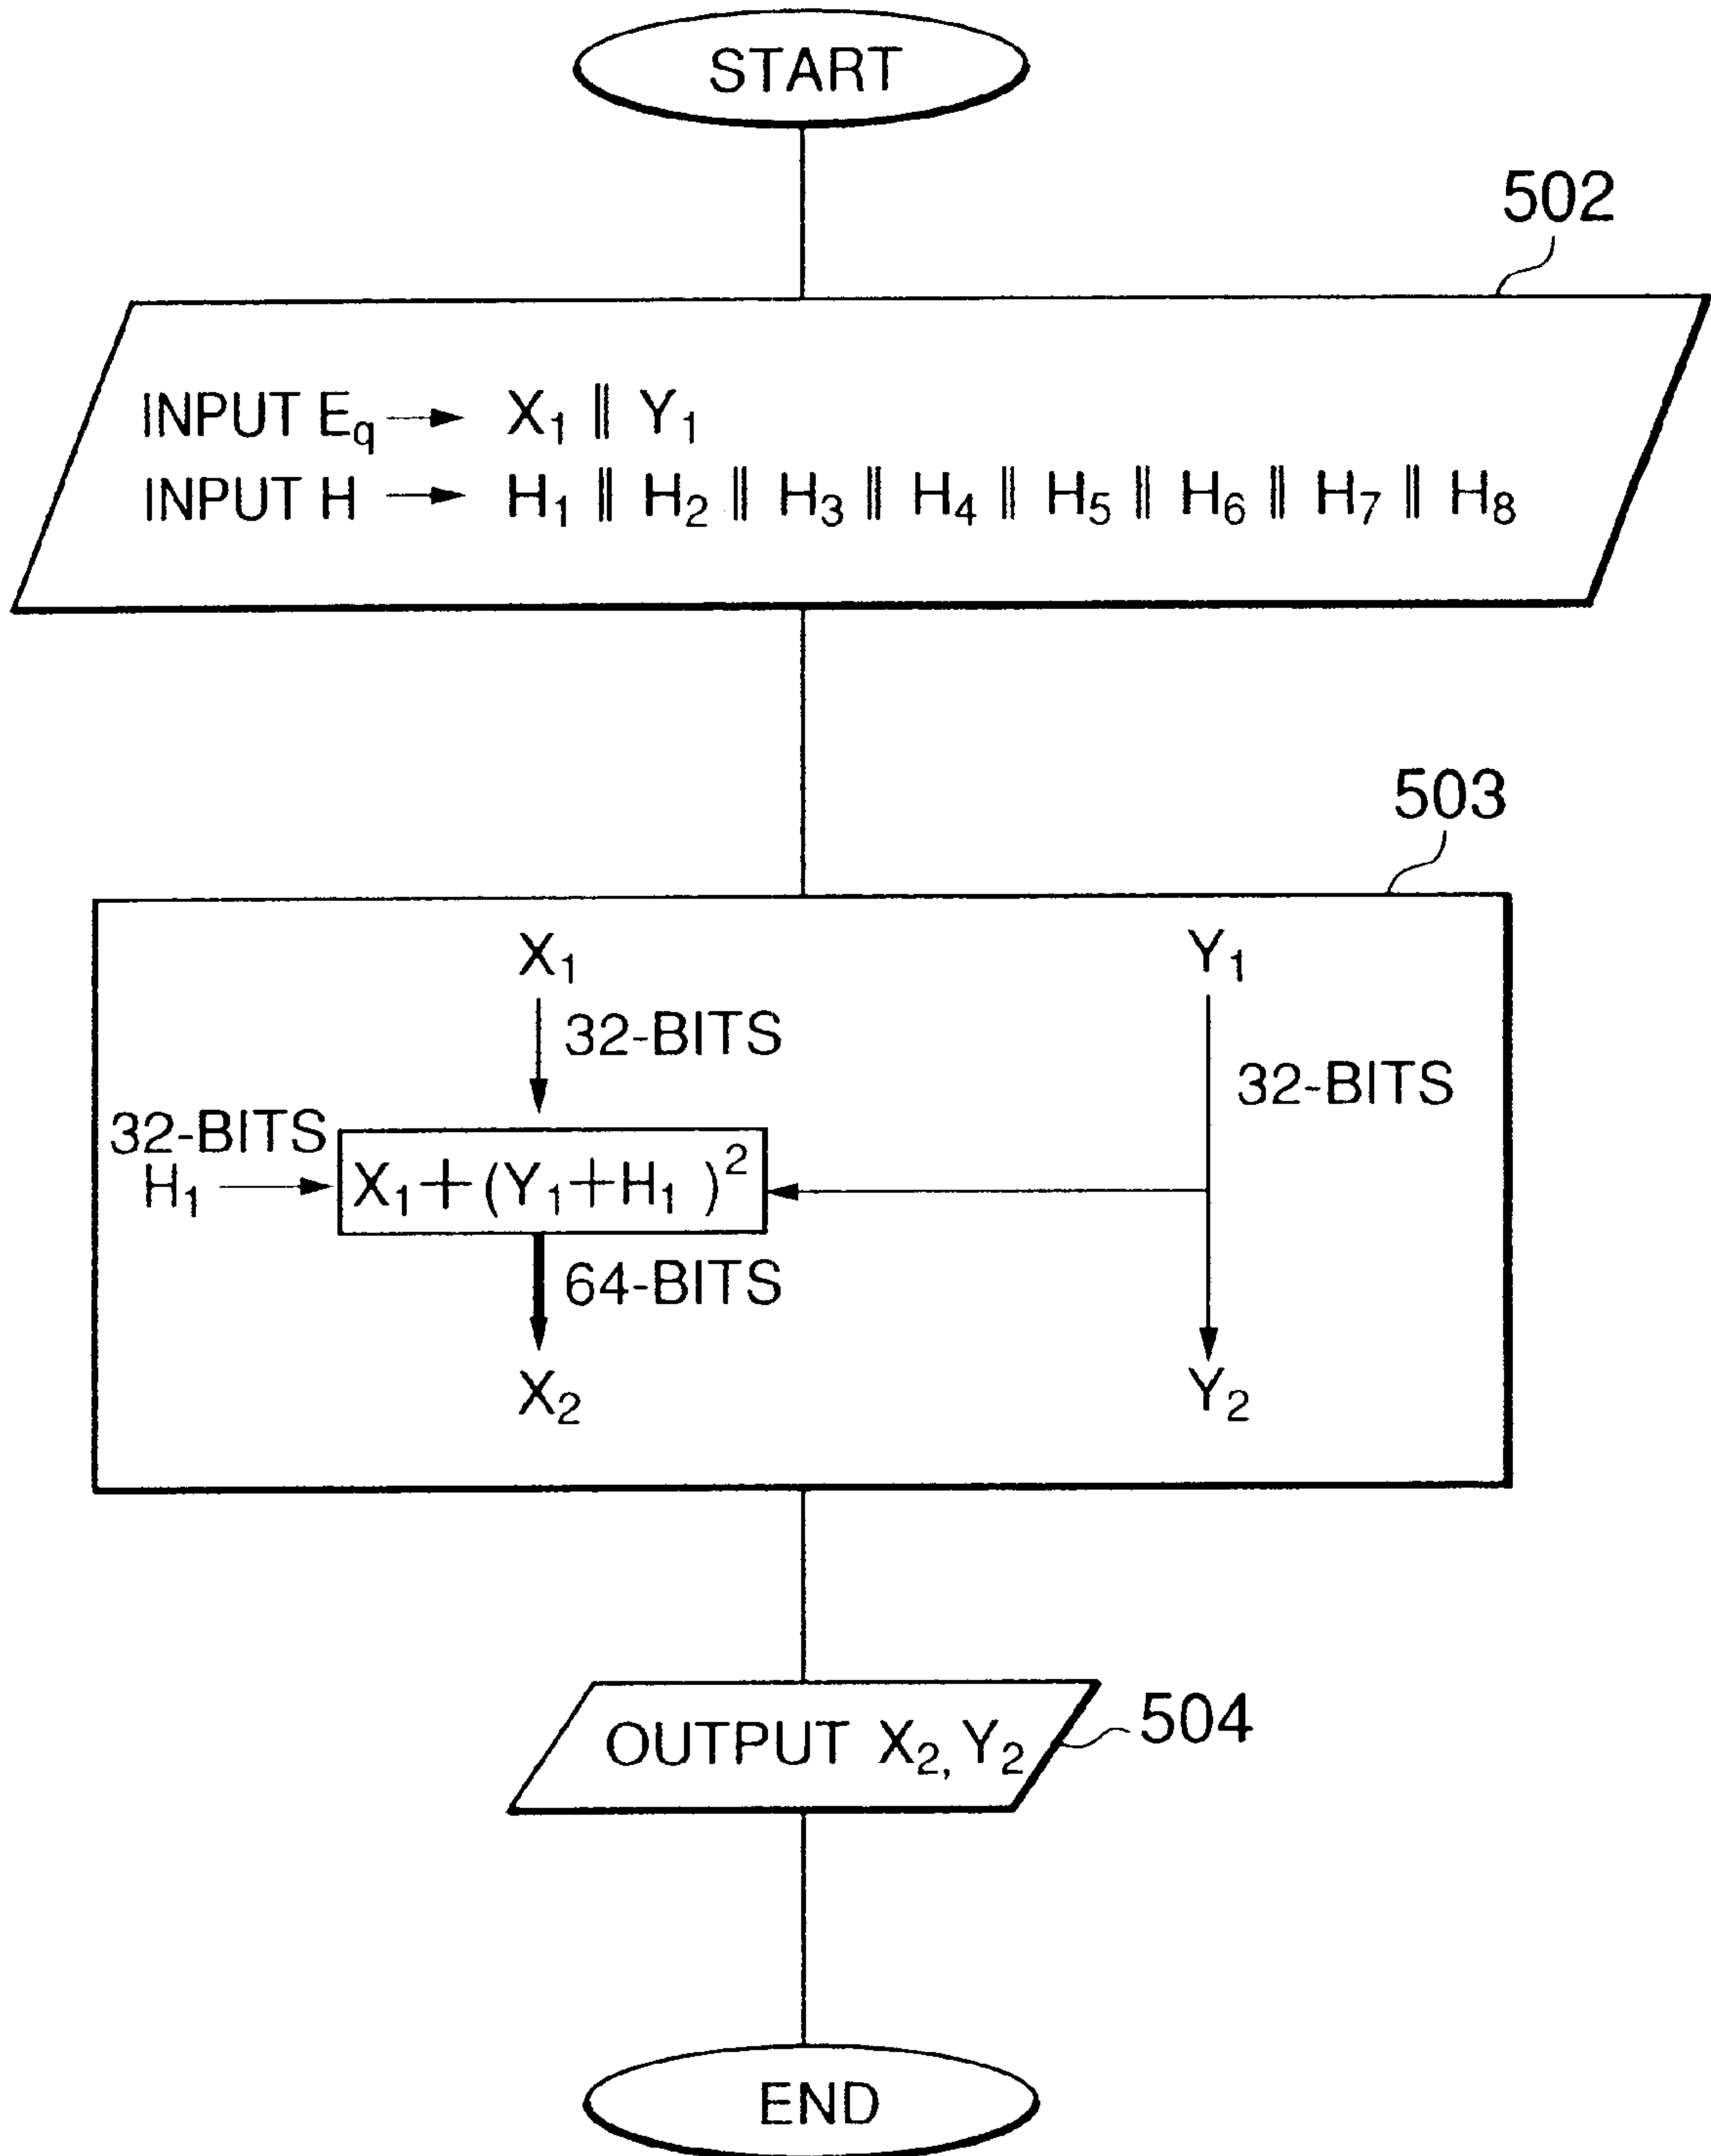 START
502
INPUT E_q → X₁ ‖ Y₁
INPUT H → H₁ ‖ H₂ ‖ H₃ ‖ H₄ ‖ H₅ ‖ H₆ ‖ H₇ ‖ H₈
503
X₁ Y₁
32-BITS
32-BITS
32-BITS
H₁ → X₁+(Y₁+H₁)²
64-BITS
X₂ Y₂
OUTPUT X₂, Y₂
504
END